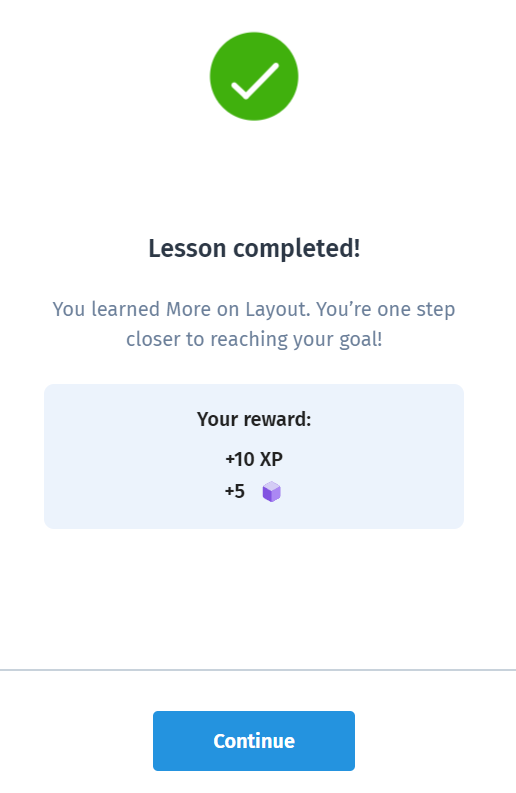 Lesson completed!
You learned More on Layout. You’re one step
closer to reaching your goal!
Your reward:
+10 XP
+5
Continue